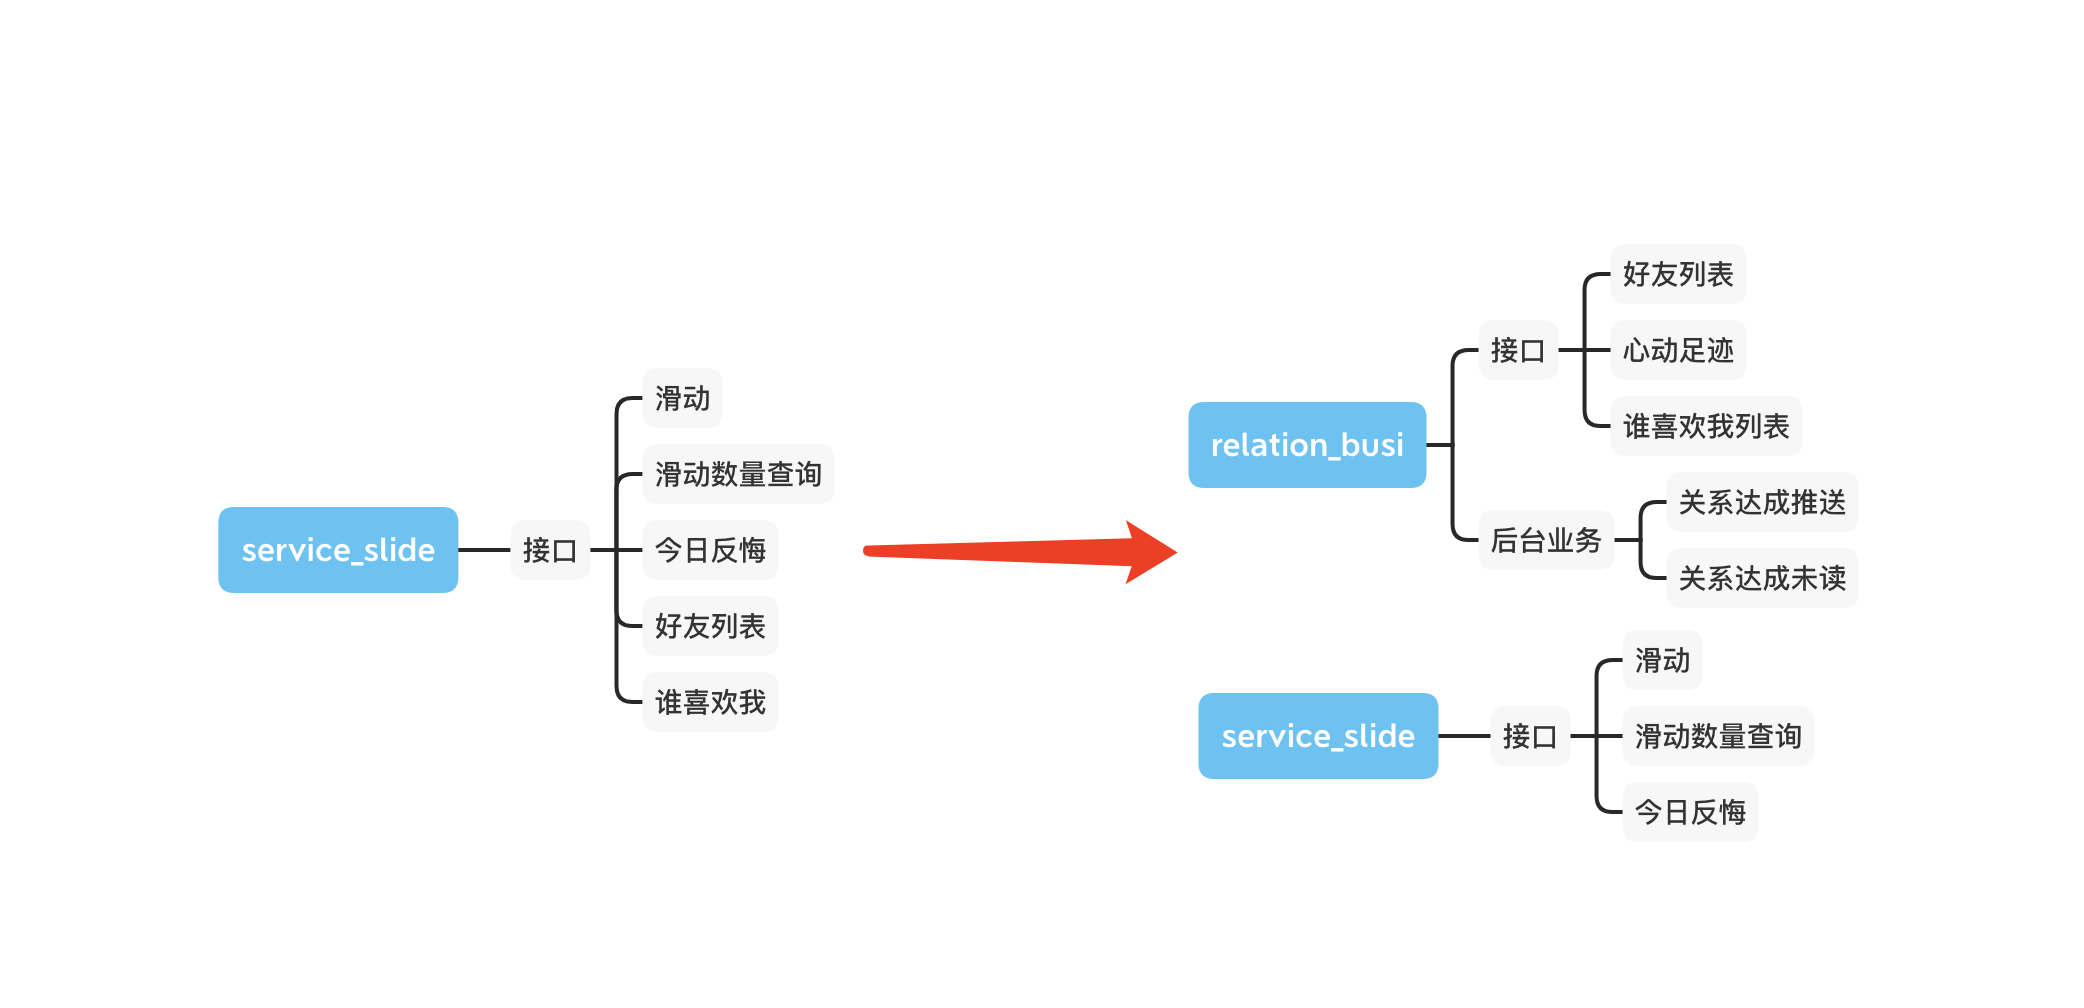 service_slide
接口
滑动
滑动数量查询
今日反悔
好友列表
谁喜欢我
relation_busi
接口
好友列表
心动足迹
谁喜欢我列表
后台业务
关系达成推送
关系达成未读
service_slide
接口
滑动
滑动数量查询
今日反悔